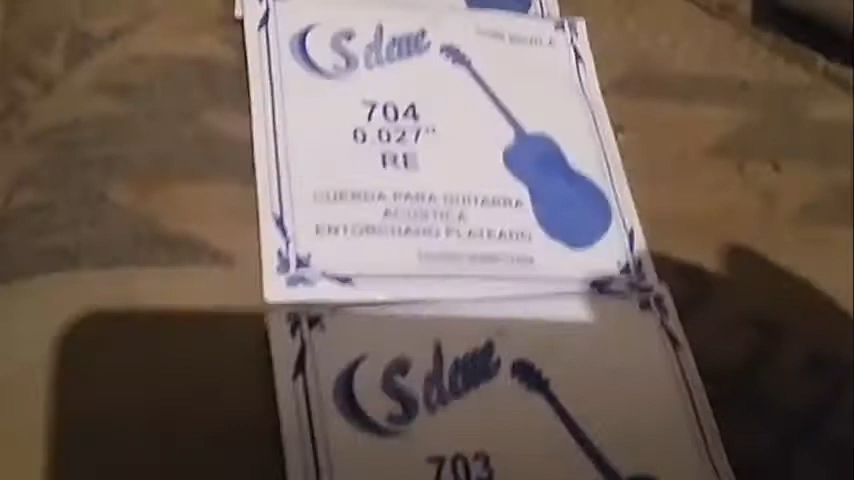 Selene
704
0.027"
RE
CUERDA PARA GUITARRA
ACUSTICA
ENTORCHADO PLATEADO
Selene
703